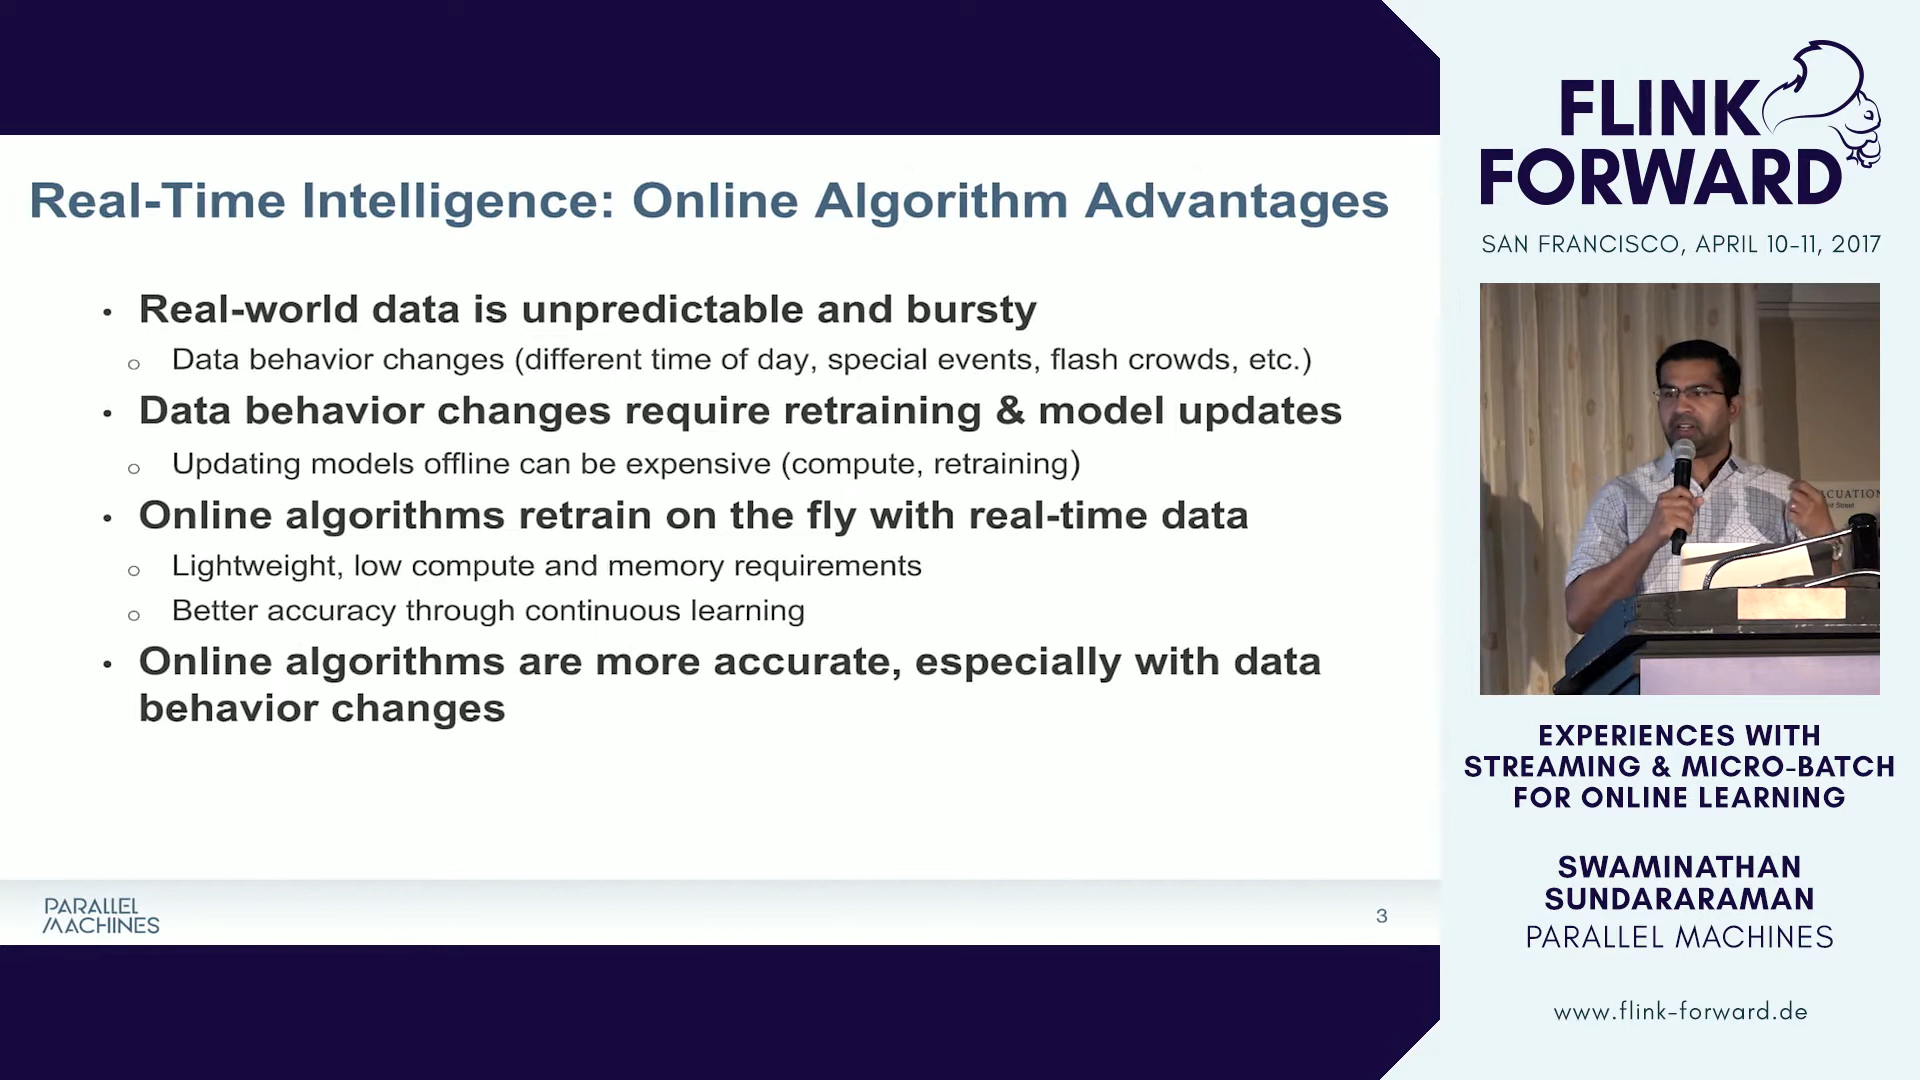 Real-Time Intelligence: Online Algorithm Advantages
• Real-world data is unpredictable and bursty
o Data behavior changes (different time of day, special events, flash crowds, etc.)
• Data behavior changes require retraining & model updates
o Updating models offline can be expensive (compute, retraining)
• Online algorithms retrain on the fly with real-time data
o Lightweight, low compute and memory requirements
o Better accuracy through continuous learning
• Online algorithms are more accurate, especially with data
behavior changes
PARALLEL
MACHINES
3
FLINK
FORWARD
SAN FRANCISCO, APRIL 10-11, 2017
CUATION
Street
EXPERIENCES WITH
STREAMING & MICRO-BATCH
FOR ONLINE LEARNING
SWAMINATHAN
SUNDARARAMAN
PARALLEL MACHINES
www.flink-forward.de